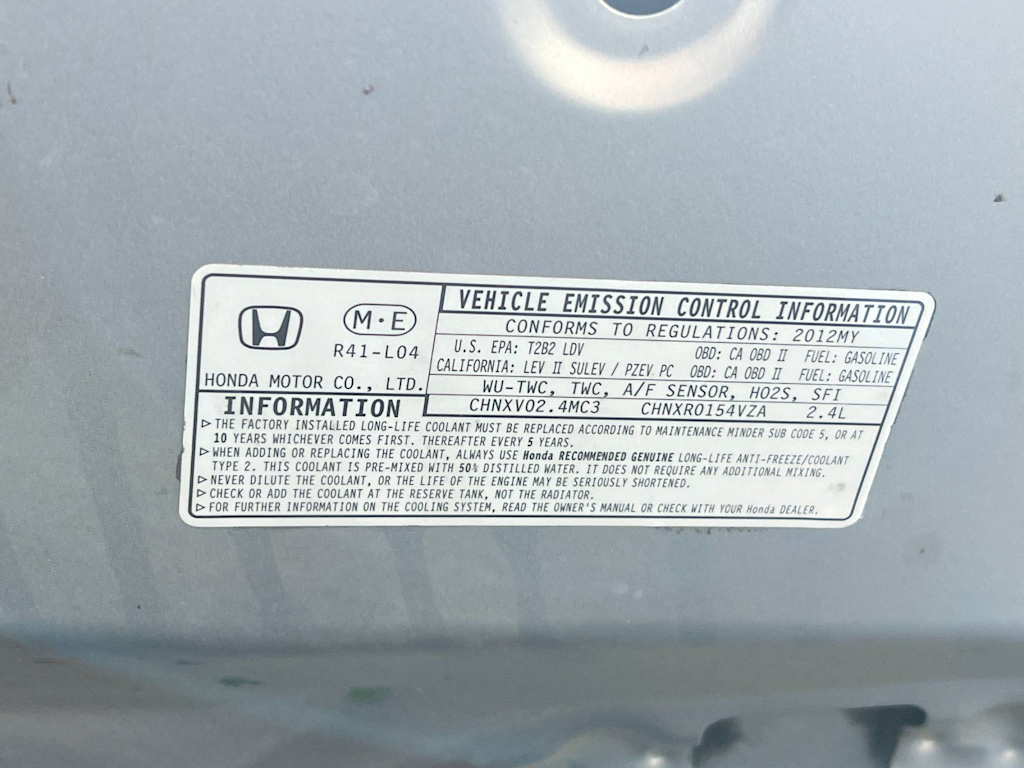 M·E
R41-L04
HONDA MOTOR CO., LTD.
VEHICLE EMISSION CONTROL INFORMATION
CONFORMS TO REGULATIONS: 2012MY
U.S. EPA: T2B2 LDV OBD: CA OBD II FUEL: GASOLINE
CALIFORNIA: LEV II SULEV / PZEV PC OBD: CA OBD II FUEL: GASOLINE
WU-TWC, TWC, A/F SENSOR, HO2S, SFI
CHNXV02.4MC3 CHNXR0154VZA 2.4L
INFORMATION
▷ THE FACTORY INSTALLED LONG-LIFE COOLANT MUST BE REPLACED ACCORDING TO MAINTENANCE MINDER SUB CODE 5, OR AT
10 YEARS WHICHEVER COMES FIRST. THEREAFTER EVERY 5 YEARS.
▷ WHEN ADDING OR REPLACING THE COOLANT, ALWAYS USE Honda RECOMMENDED GENUINE LONG-LIFE ANTI-FREEZE/COOLANT
TYPE 2. THIS COOLANT IS PRE-MIXED WITH 50% DISTILLED WATER. IT DOES NOT REQUIRE ANY ADDITIONAL MIXING.
▷ NEVER DILUTE THE COOLANT, OR THE LIFE OF THE ENGINE MAY BE SERIOUSLY SHORTENED.
▷ CHECK OR ADD THE COOLANT AT THE RESERVE TANK, NOT THE RADIATOR.
▷ FOR FURTHER INFORMATION ON THE COOLING SYSTEM, READ THE OWNER'S MANUAL OR CHECK WITH YOUR Honda DEALER.